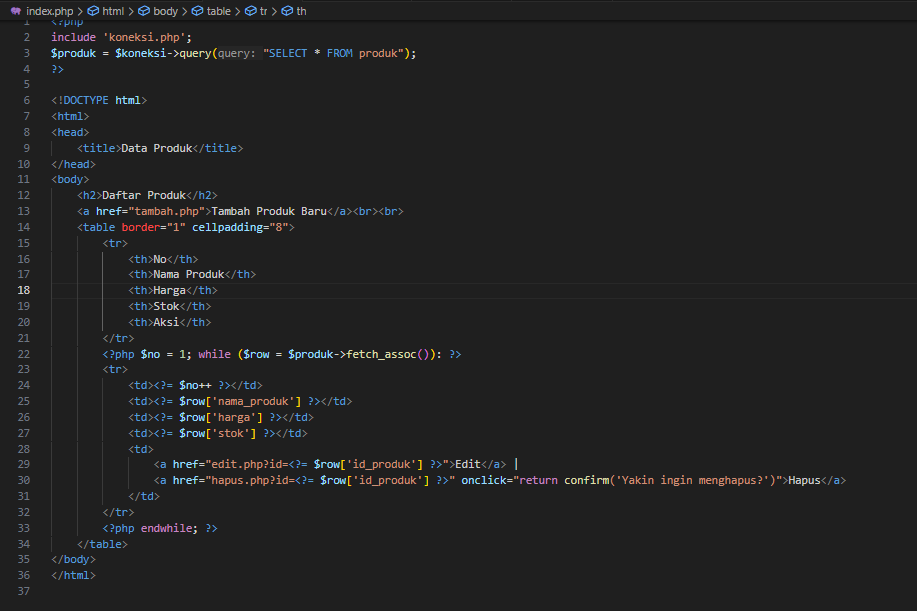 index.php > html > body > table > tr > th
1 <?php
2 include 'koneksi.php';
3 $produk = $koneksi->query(query: "SELECT * FROM produk");
4 ?>
5
6 <!DOCTYPE html>
7 <html>
8 <head>
9     <title>Data Produk</title>
10 </head>
11 <body>
12     <h2>Daftar Produk</h2>
13     <a href="tambah.php">Tambah Produk Baru</a><br><br>
14     <table border="1" cellpadding="8">
15         <tr>
16             <th>No</th>
17             <th>Nama Produk</th>
18             <th>Harga</th>
19             <th>Stok</th>
20             <th>Aksi</th>
21         </tr>
22         <?php $no = 1; while ($row = $produk->fetch_assoc()): ?>
23         <tr>
24             <td><?= $no++ ?></td>
25             <td><?= $row['nama_produk'] ?></td>
26             <td><?= $row['harga'] ?></td>
27             <td><?= $row['stok'] ?></td>
28             <td>
29                 <a href="edit.php?id=<?= $row['id_produk'] ?>">Edit</a> |
30                 <a href="hapus.php?id=<?= $row['id_produk'] ?>" onclick="return confirm('Yakin ingin menghapus?')">Hapus</a>
31             </td>
32         </tr>
33         <?php endwhile; ?>
34     </table>
35 </body>
36 </html>
37